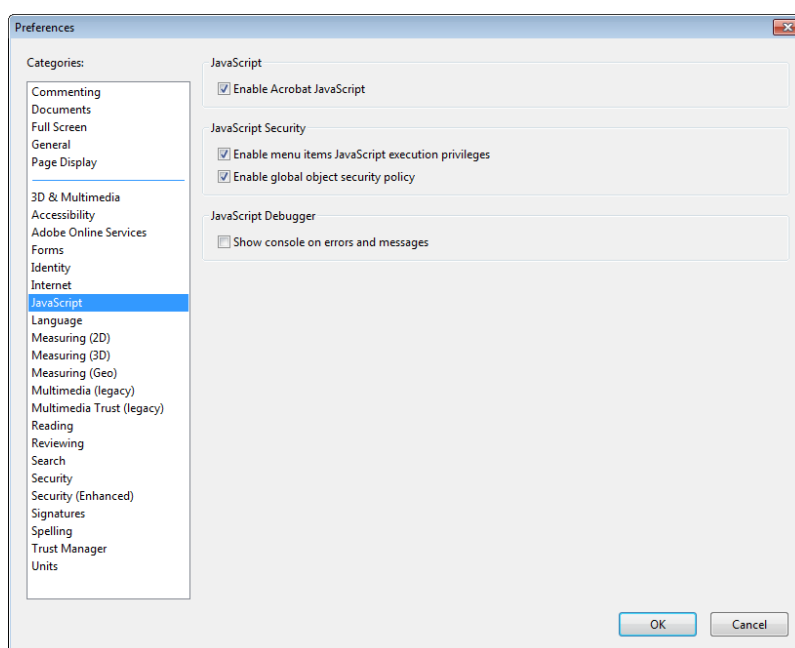 Preferences
Categories:
Commenting
Documents
Full Screen
General
Page Display
3D & Multimedia
Accessibility
Adobe Online Services
Forms
Identity
Internet
JavaScript
Language
Measuring (2D)
Measuring (3D)
Measuring (Geo)
Multimedia (legacy)
Multimedia Trust (legacy)
Reading
Reviewing
Search
Security
Security (Enhanced)
Signatures
Spelling
Trust Manager
Units
JavaScript
Enable Acrobat JavaScript
JavaScript Security
Enable menu items JavaScript execution privileges
Enable global object security policy
JavaScript Debugger
Show console on errors and messages
OK Cancel